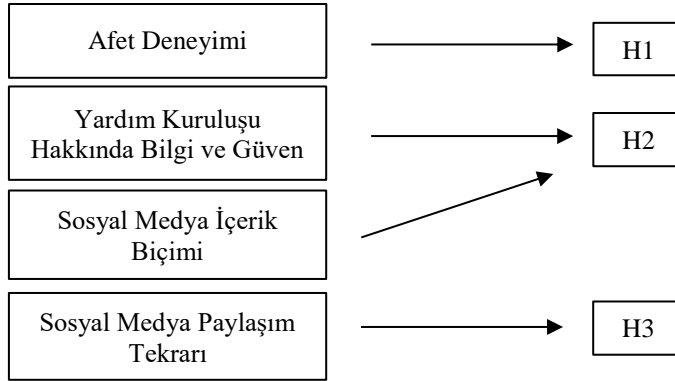 Afet Deneyimi
H1
Yardım Kuruluşu
Hakkında Bilgi ve Güven
H2
Sosyal Medya İçerik
Biçimi
Sosyal Medya Paylaşım
Tekrarı
H3